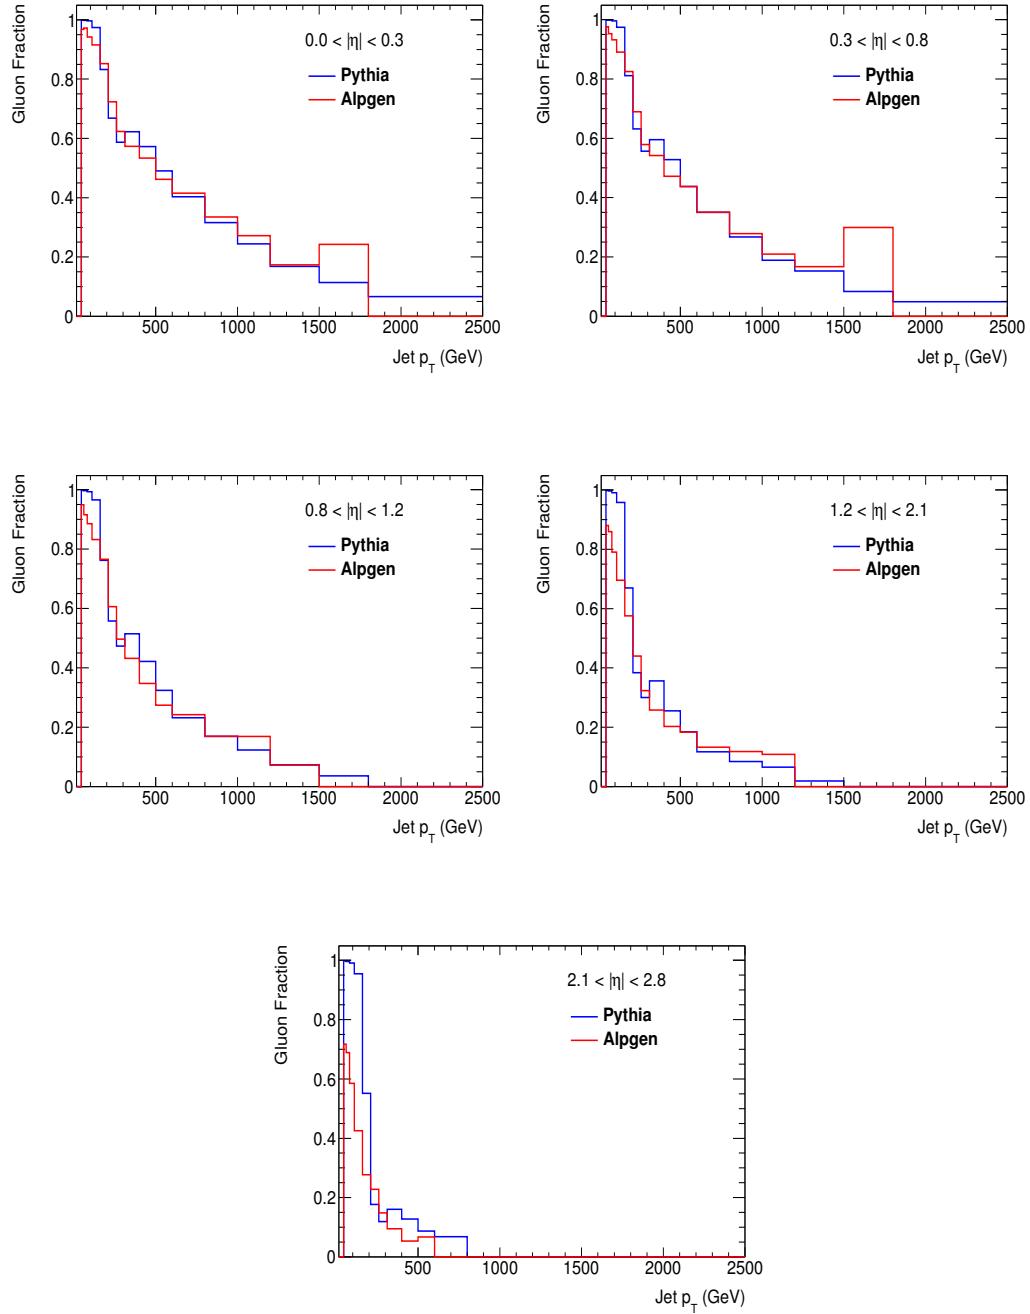 Gluon Fraction
1
0.8
0.6
0.4
0.2
0
0.0 < |η| < 0.3
Pythia
Alpgen
500 1000 1500 2000 2500
Jet p_T (GeV)
Gluon Fraction
1
0.8
0.6
0.4
0.2
0
0.3 < |η| < 0.8
Pythia
Alpgen
500 1000 1500 2000 2500
Jet p_T (GeV)
Gluon Fraction
1
0.8
0.6
0.4
0.2
0
0.8 < |η| < 1.2
Pythia
Alpgen
500 1000 1500 2000 2500
Jet p_T (GeV)
Gluon Fraction
1
0.8
0.6
0.4
0.2
0
1.2 < |η| < 2.1
Pythia
Alpgen
500 1000 1500 2000 2500
Jet p_T (GeV)
Gluon Fraction
1
0.8
0.6
0.4
0.2
0
2.1 < |η| < 2.8
Pythia
Alpgen
500 1000 1500 2000 2500
Jet p_T (GeV)